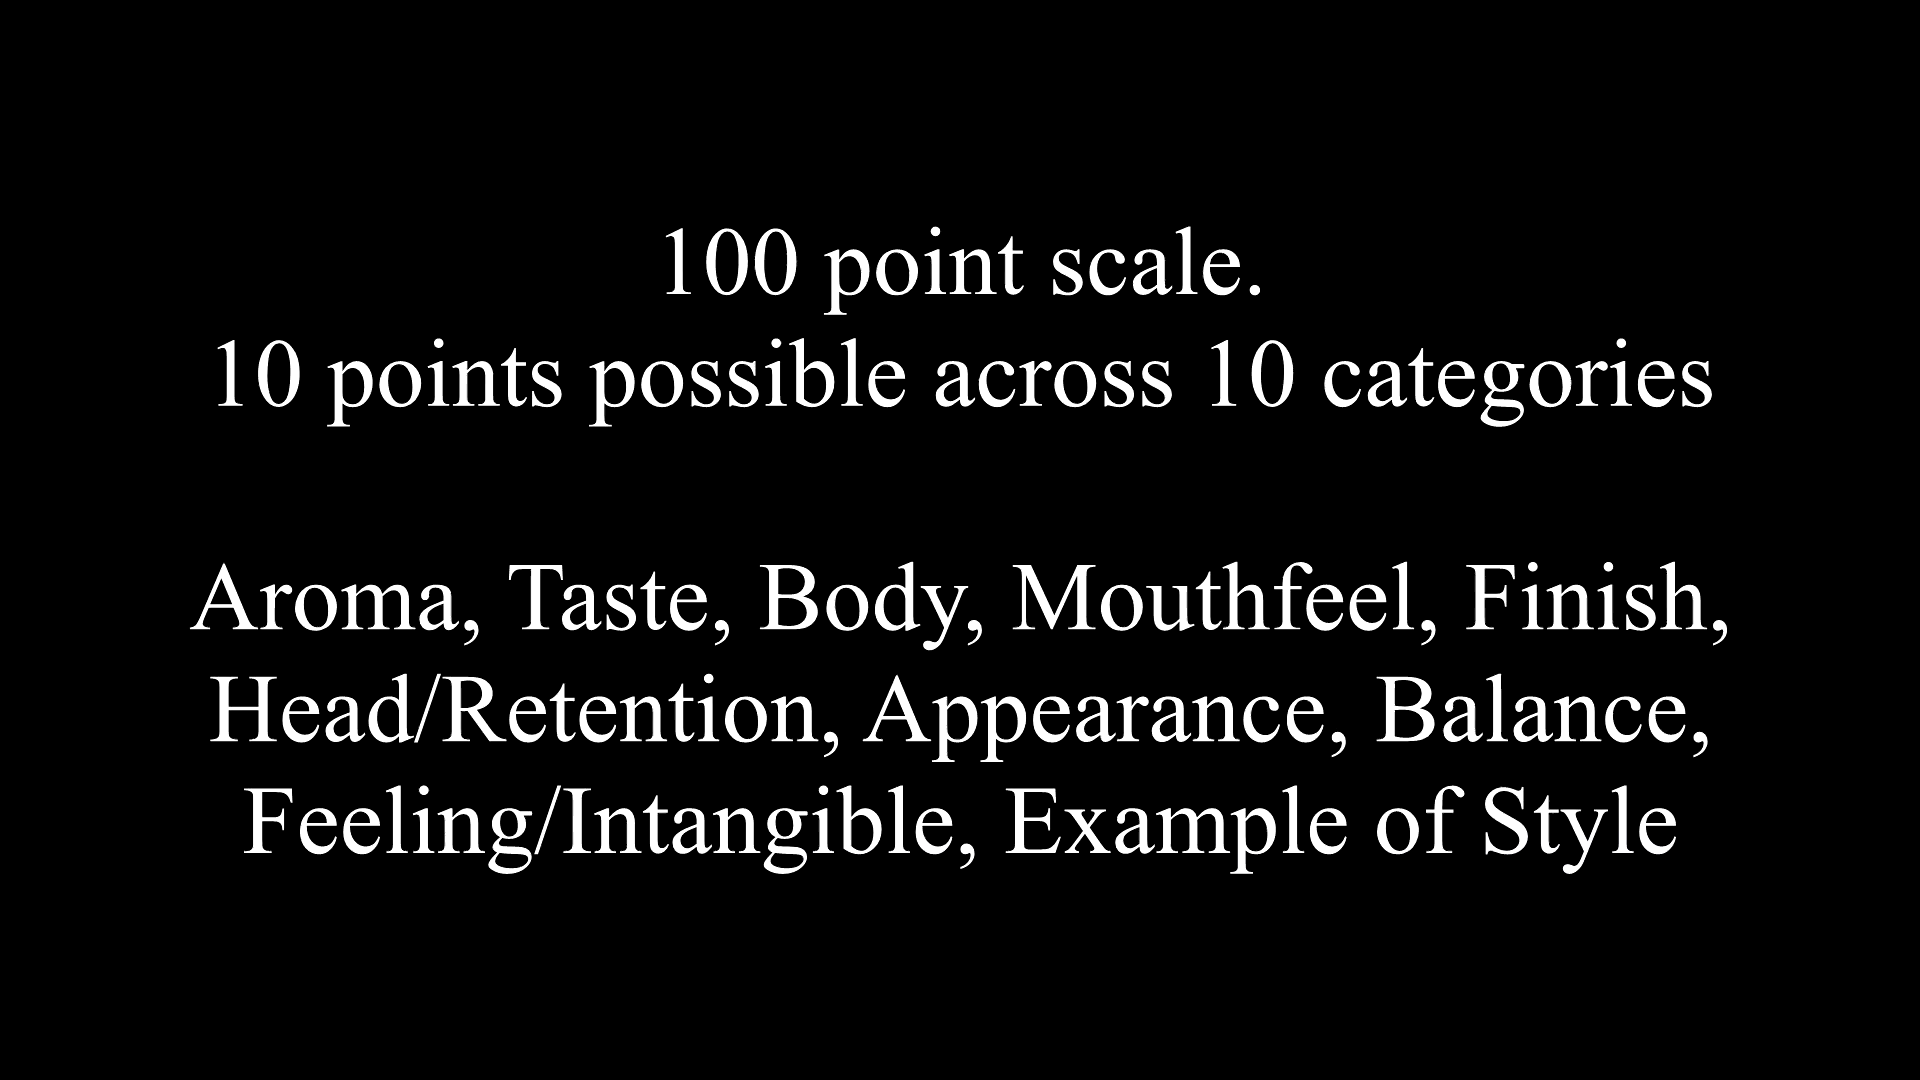 100 point scale.
10 points possible across 10 categories
Aroma, Taste, Body, Mouthfeel, Finish,
Head/Retention, Appearance, Balance,
Feeling/Intangible, Example of Style